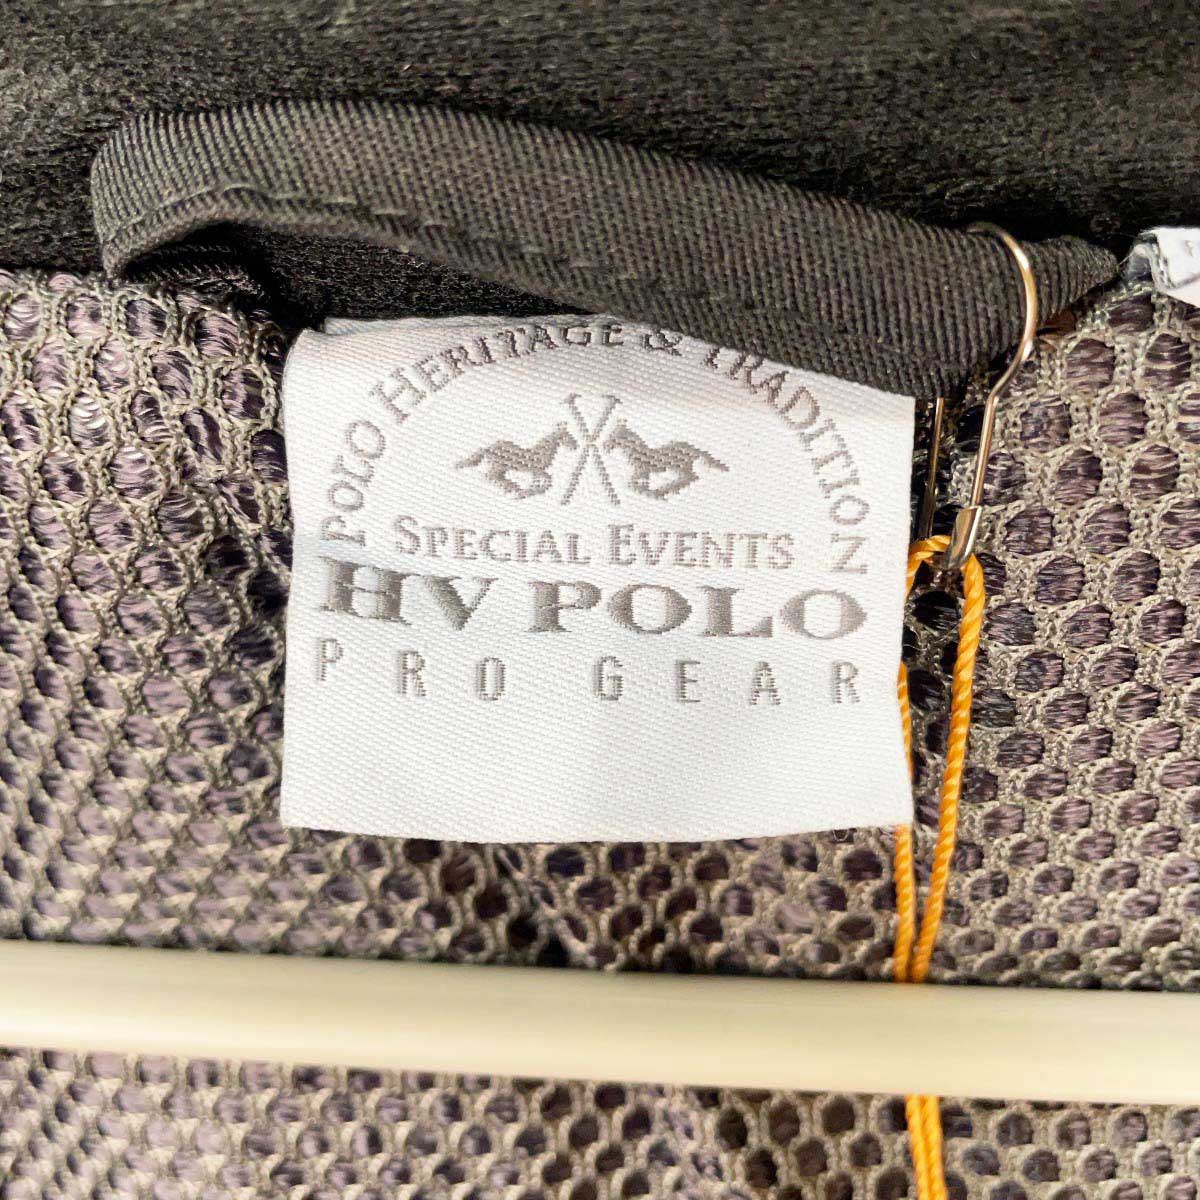 POLO HERITAGE & TRADITION
SPECIAL EVENTS
HV POLO
PRO GEAR